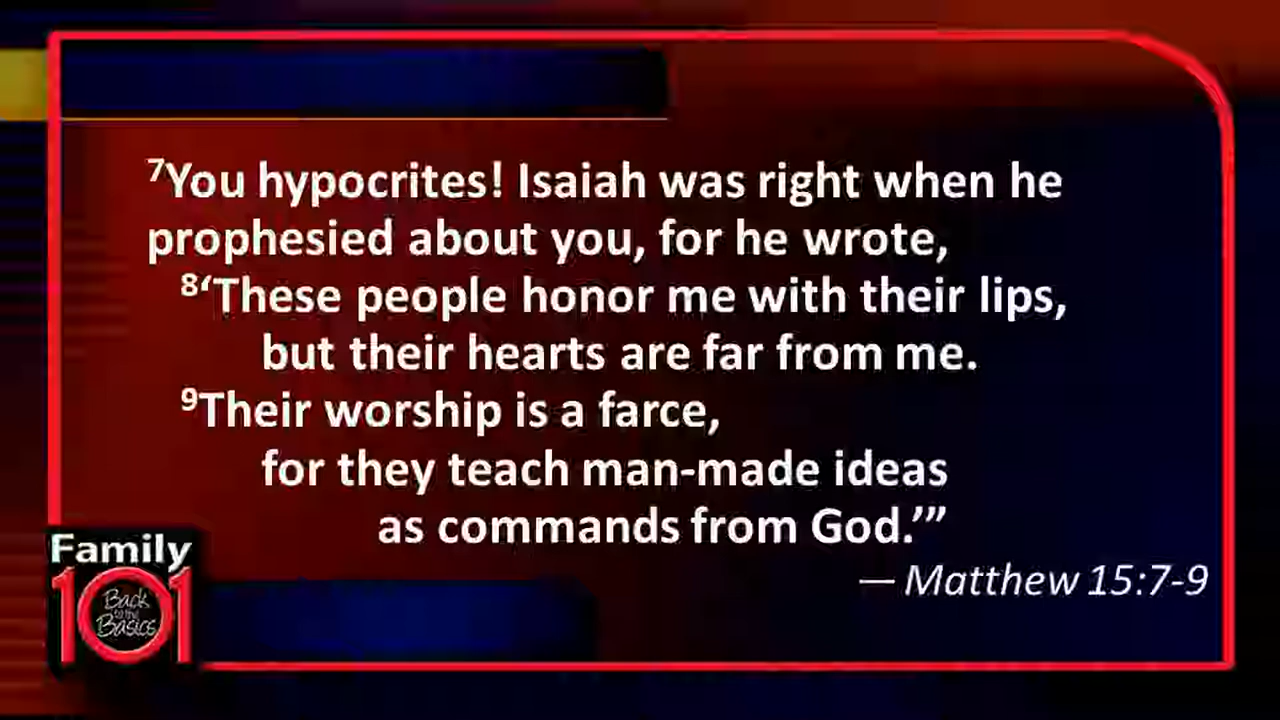 ⁷You hypocrites! Isaiah was right when he
prophesied about you, for he wrote,
⁸‘These people honor me with their lips,
but their hearts are far from me.
⁹Their worship is a farce,
for they teach man-made ideas
as commands from God.’”
— Matthew 15:7-9
Family
101
Back
to the
Basics